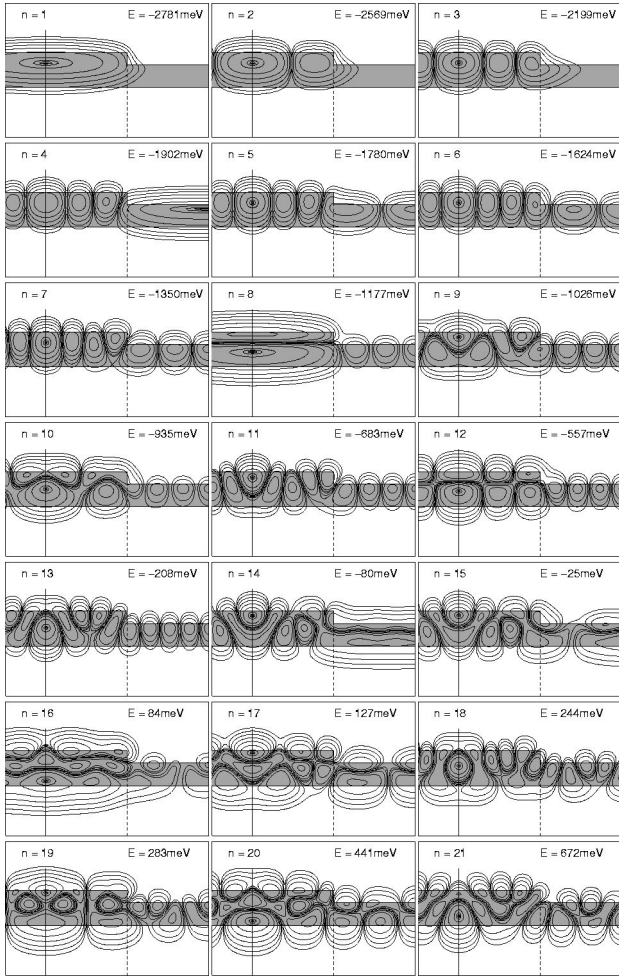 n = 1 E = −2781meV n = 2 E = −2569meV n = 3 E = −2199meV
n = 4 E = −1902meV n = 5 E = −1780meV n = 6 E = −1624meV
n = 7 E = −1350meV n = 8 E = −1177meV n = 9 E = −1026meV
n = 10 E = −935meV n = 11 E = −683meV n = 12 E = −557meV
n = 13 E = −208meV n = 14 E = −80meV n = 15 E = −25meV
n = 16 E = 84meV n = 17 E = 127meV n = 18 E = 244meV
n = 19 E = 283meV n = 20 E = 441meV n = 21 E = 672meV